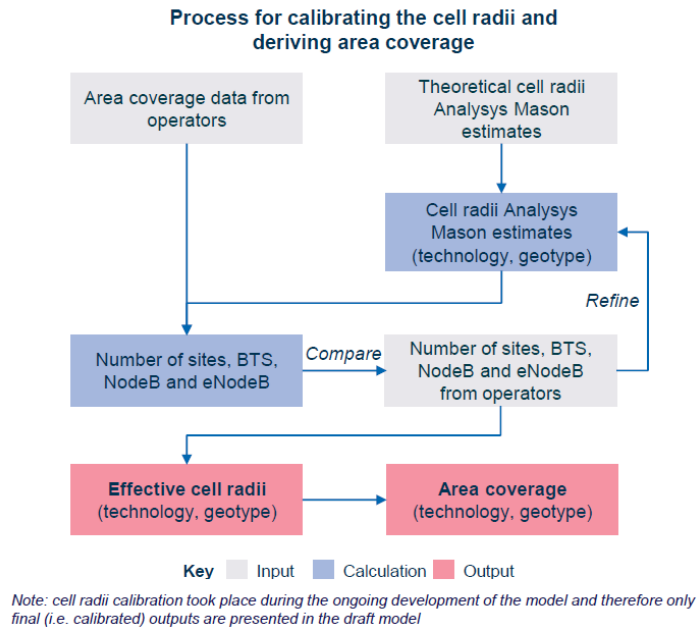 Process for calibrating the cell radii and
deriving area coverage
Area coverage data from
operators
Theoretical cell radii
Analysys Mason
estimates
Cell radii Analysys
Mason estimates
(technology, geotype)
Refine
Number of sites, BTS,
NodeB and eNodeB
Compare
Number of sites, BTS,
NodeB and eNodeB
from operators
Effective cell radii
(technology, geotype)
Area coverage
(technology, geotype)
Key Input Calculation Output
Note: cell radii calibration took place during the ongoing development of the model and therefore only
final (i.e. calibrated) outputs are presented in the draft model